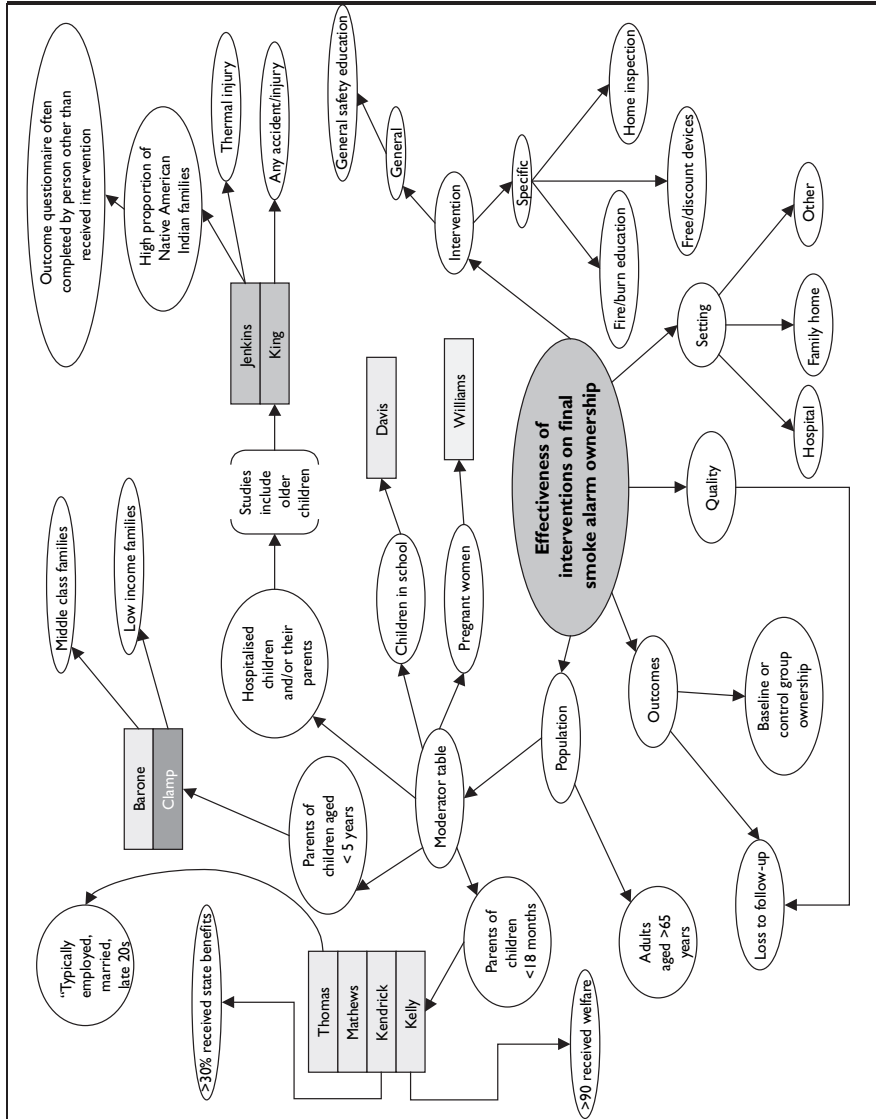 Outcome questionnaire often
completed by person other than
received intervention
High proportion of
Native American
Indian families
Thermal injury
Any accident/injury
Jenkins
King
Studies
include
older
children
Middle class families
Low income families
Barone
Clamp
Hospitalised
children
and/or their
parents
Children in school
Davis
Pregnant women
Williams
Parents of
children aged
< 5 years
Moderator table
Parents of
children
<18 months
"Typically
employed,
married,
late 20s
>30% received state benefits
Thomas
Mathews
Kendrick
Kelly
>90 received welfare
General safety education
General
Intervention
Specific
Home inspection
Free/discount devices
Fire/burn education
Effectiveness of
interventions on final
smoke alarm ownership
Setting
Other
Family home
Hospital
Quality
Population
Adults
aged >65
years
Outcomes
Baseline or
control group
ownership
Loss to follow-up